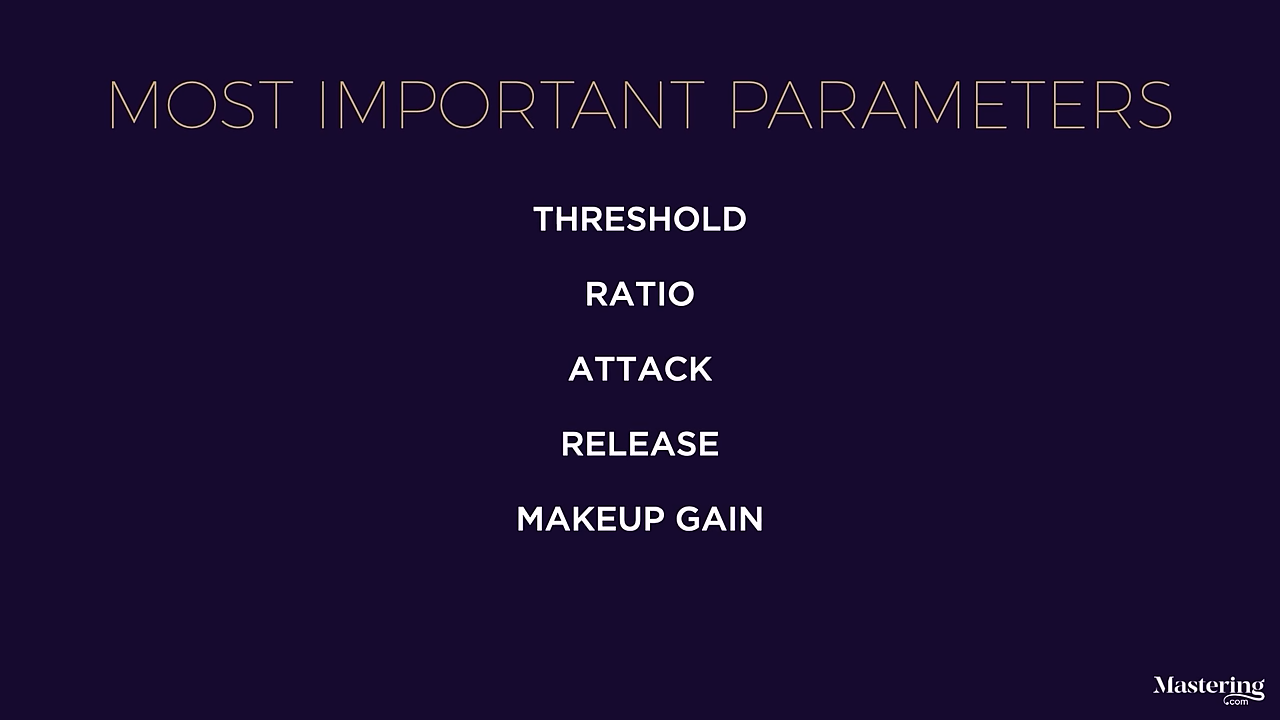 MOST IMPORTANT PARAMETERS
THRESHOLD
RATIO
ATTACK
RELEASE
MAKEUP GAIN
Mastering
.com